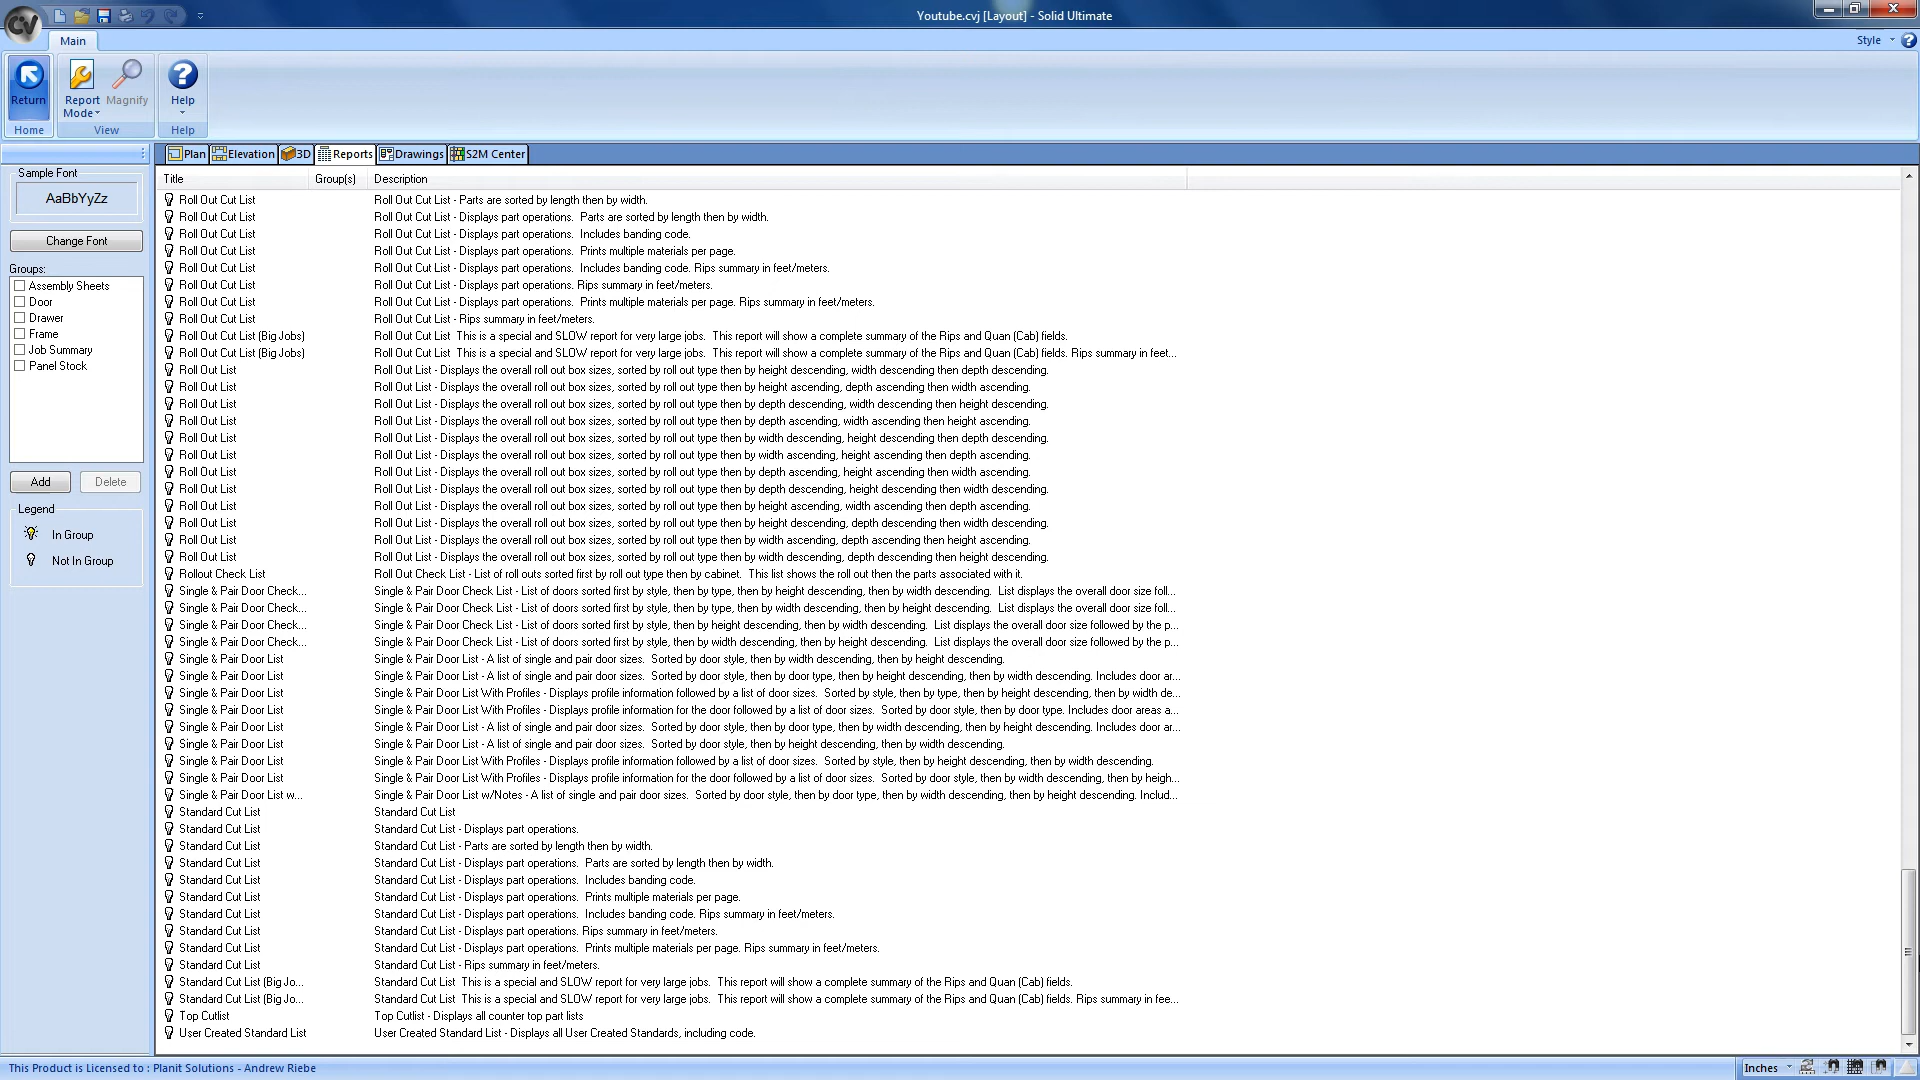 Youtube.cvj [Layout] - Solid Ultimate
CV
Main
Style
Return
Report Mode
Magnify
Help
Home
View
Help
Plan
Elevation
3D
Reports
Drawings
S2M Center
Sample Font
AaBbYyZz
Change Font
Groups:
Assembly Sheets
Door
Drawer
Frame
Job Summary
Panel Stock
Add
Delete
Legend
In Group
Not In Group
Title Group(s) Description
Roll Out Cut List Roll Out Cut List - Parts are sorted by length then by width.
Roll Out Cut List Roll Out Cut List - Displays part operations. Parts are sorted by length then by width.
Roll Out Cut List Roll Out Cut List - Displays part operations. Includes banding code.
Roll Out Cut List Roll Out Cut List - Displays part operations. Prints multiple materials per page.
Roll Out Cut List Roll Out Cut List - Displays part operations. Includes banding code. Rips summary in feet/meters.
Roll Out Cut List Roll Out Cut List - Displays part operations. Rips summary in feet/meters.
Roll Out Cut List Roll Out Cut List - Displays part operations. Prints multiple materials per page. Rips summary in feet/meters.
Roll Out Cut List Roll Out Cut List - Rips summary in feet/meters.
Roll Out Cut List (Big Jobs) Roll Out Cut List This is a special and SLOW report for very large jobs. This report will show a complete summary of the Rips and Quan (Cab) fields.
Roll Out Cut List (Big Jobs) Roll Out Cut List This is a special and SLOW report for very large jobs. This report will show a complete summary of the Rips and Quan (Cab) fields. Rips summary in feet...
Roll Out List Roll Out List - Displays the overall roll out box sizes, sorted by roll out type then by height descending, width descending then depth descending.
Roll Out List Roll Out List - Displays the overall roll out box sizes, sorted by roll out type then by height ascending, depth ascending then width ascending.
Roll Out List Roll Out List - Displays the overall roll out box sizes, sorted by roll out type then by depth descending, width descending then height descending.
Roll Out List Roll Out List - Displays the overall roll out box sizes, sorted by roll out type then by depth ascending, width ascending then height ascending.
Roll Out List Roll Out List - Displays the overall roll out box sizes, sorted by roll out type then by width descending, height descending then depth descending.
Roll Out List Roll Out List - Displays the overall roll out box sizes, sorted by roll out type then by width ascending, height ascending then depth ascending.
Roll Out List Roll Out List - Displays the overall roll out box sizes, sorted by roll out type then by depth ascending, height ascending then width ascending.
Roll Out List Roll Out List - Displays the overall roll out box sizes, sorted by roll out type then by depth descending, height descending then width descending.
Roll Out List Roll Out List - Displays the overall roll out box sizes, sorted by roll out type then by height ascending, width ascending then depth ascending.
Roll Out List Roll Out List - Displays the overall roll out box sizes, sorted by roll out type then by height descending, depth descending then width descending.
Roll Out List Roll Out List - Displays the overall roll out box sizes, sorted by roll out type then by width ascending, depth ascending then height ascending.
Roll Out List Roll Out List - Displays the overall roll out box sizes, sorted by roll out type then by width descending, depth descending then height descending.
Rollout Check List Roll Out Check List - List of roll outs sorted first by roll out type then by cabinet. This list shows the roll out then the parts associated with it.
Single & Pair Door Check... Single & Pair Door Check List - List of doors sorted first by style, then by type, then by height descending, then by width descending. List displays the overall door size foll...
Single & Pair Door Check... Single & Pair Door Check List - List of doors sorted first by style, then by type, then by width descending, then by height descending. List displays the overall door size foll...
Single & Pair Door Check... Single & Pair Door Check List - List of doors sorted first by style, then by height descending, then by width descending. List displays the overall door size followed by the p...
Single & Pair Door Check... Single & Pair Door Check List - List of doors sorted first by style, then by width descending, then by height descending. List displays the overall door size followed by the p...
Single & Pair Door List Single & Pair Door List - A list of single and pair door sizes. Sorted by door style, then by width descending, then by height descending.
Single & Pair Door List Single & Pair Door List - A list of single and pair door sizes. Sorted by door style, then by door type, then by height descending, then by width descending. Includes door ar...
Single & Pair Door List Single & Pair Door List With Profiles - Displays profile information followed by a list of door sizes. Sorted by style, then by type, then by height descending, then by width de...
Single & Pair Door List Single & Pair Door List With Profiles - Displays profile information for the door followed by a list of door sizes. Sorted by door style, then by door type. Includes door areas a...
Single & Pair Door List Single & Pair Door List - A list of single and pair door sizes. Sorted by door style, then by door type, then by width descending, then by height descending. Includes door ar...
Single & Pair Door List Single & Pair Door List - A list of single and pair door sizes. Sorted by door style, then by height descending, then by width descending.
Single & Pair Door List Single & Pair Door List With Profiles - Displays profile information followed by a list of door sizes. Sorted by style, then by height descending, then by width descending.
Single & Pair Door List Single & Pair Door List With Profiles - Displays profile information for the door followed by a list of door sizes. Sorted by door style, then by width descending, then by heigh...
Single & Pair Door List w... Single & Pair Door List w/Notes - A list of single and pair door sizes. Sorted by door style, then by door type, then by width descending, then by height descending. Includ...
Standard Cut List Standard Cut List
Standard Cut List Standard Cut List - Displays part operations.
Standard Cut List Standard Cut List - Parts are sorted by length then by width.
Standard Cut List Standard Cut List - Displays part operations. Parts are sorted by length then by width.
Standard Cut List Standard Cut List - Displays part operations. Includes banding code.
Standard Cut List Standard Cut List - Displays part operations. Prints multiple materials per page.
Standard Cut List Standard Cut List - Displays part operations. Includes banding code. Rips summary in feet/meters.
Standard Cut List Standard Cut List - Displays part operations. Rips summary in feet/meters.
Standard Cut List Standard Cut List - Displays part operations. Prints multiple materials per page. Rips summary in feet/meters.
Standard Cut List Standard Cut List - Rips summary in feet/meters.
Standard Cut List (Big Jo... Standard Cut List This is a special and SLOW report for very large jobs. This report will show a complete summary of the Rips and Quan (Cab) fields.
Standard Cut List (Big Jo... Standard Cut List This is a special and SLOW report for very large jobs. This report will show a complete summary of the Rips and Quan (Cab) fields. Rips summary in fee...
Top Cutlist Top Cutlist - Displays all counter top part lists
User Created Standard List User Created Standard List - Displays all User Created Standards, including code.
This Product is Licensed to : Planit Solutions - Andrew Riebe
Inches